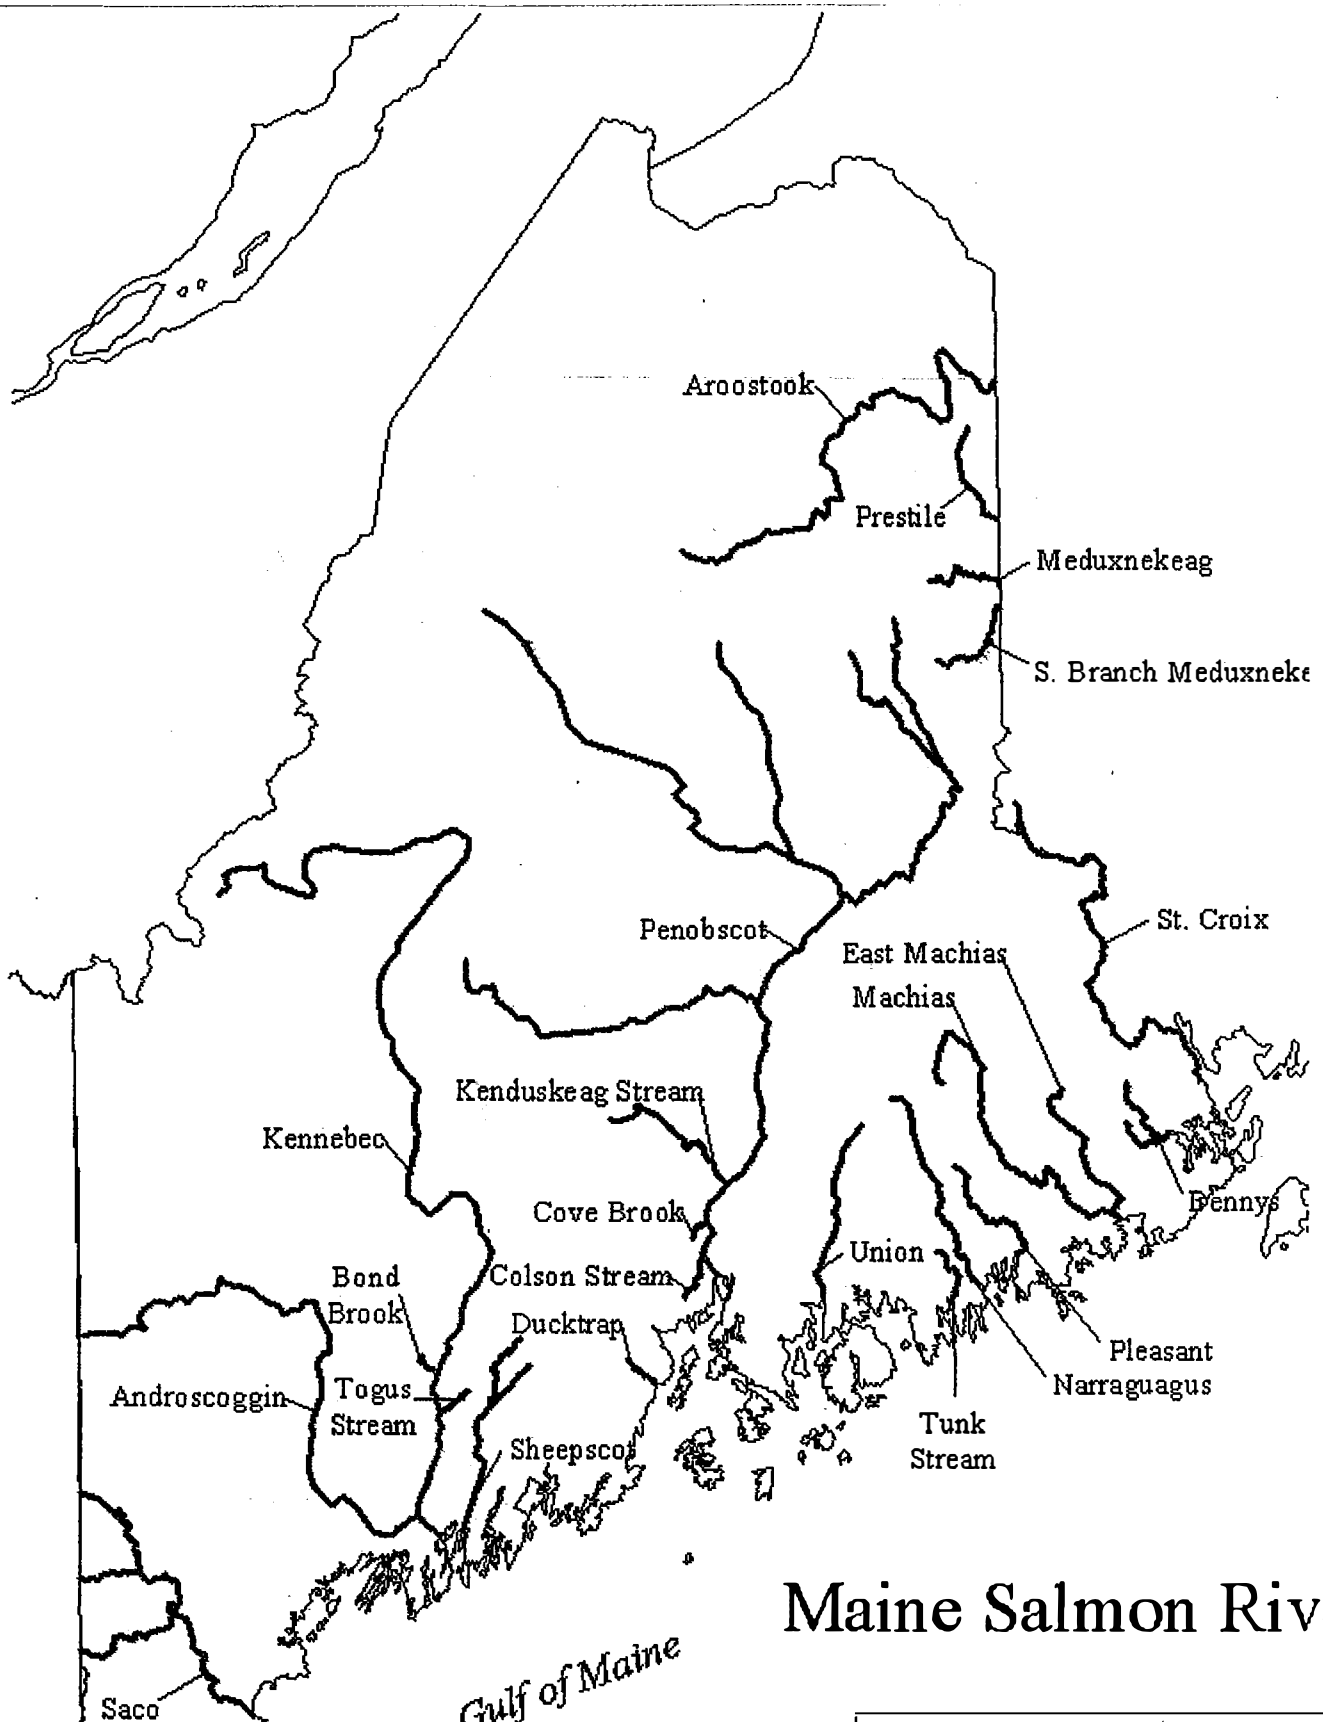 Aroostook
Prestile
Meduxnekeag
S. Branch Meduxneke
Penobscot
St. Croix
East Machias
Machias
Kenduskeag Stream
Kennebec
Dennys
Cove Brook
Union
Colson Stream
Bond
Brook
Ducktrap
Pleasant
Narraguagus
Androscoggin
Togus
Stream
Tunk
Stream
Sheepscot
Maine Salmon Riv
Gulf of Maine
Saco